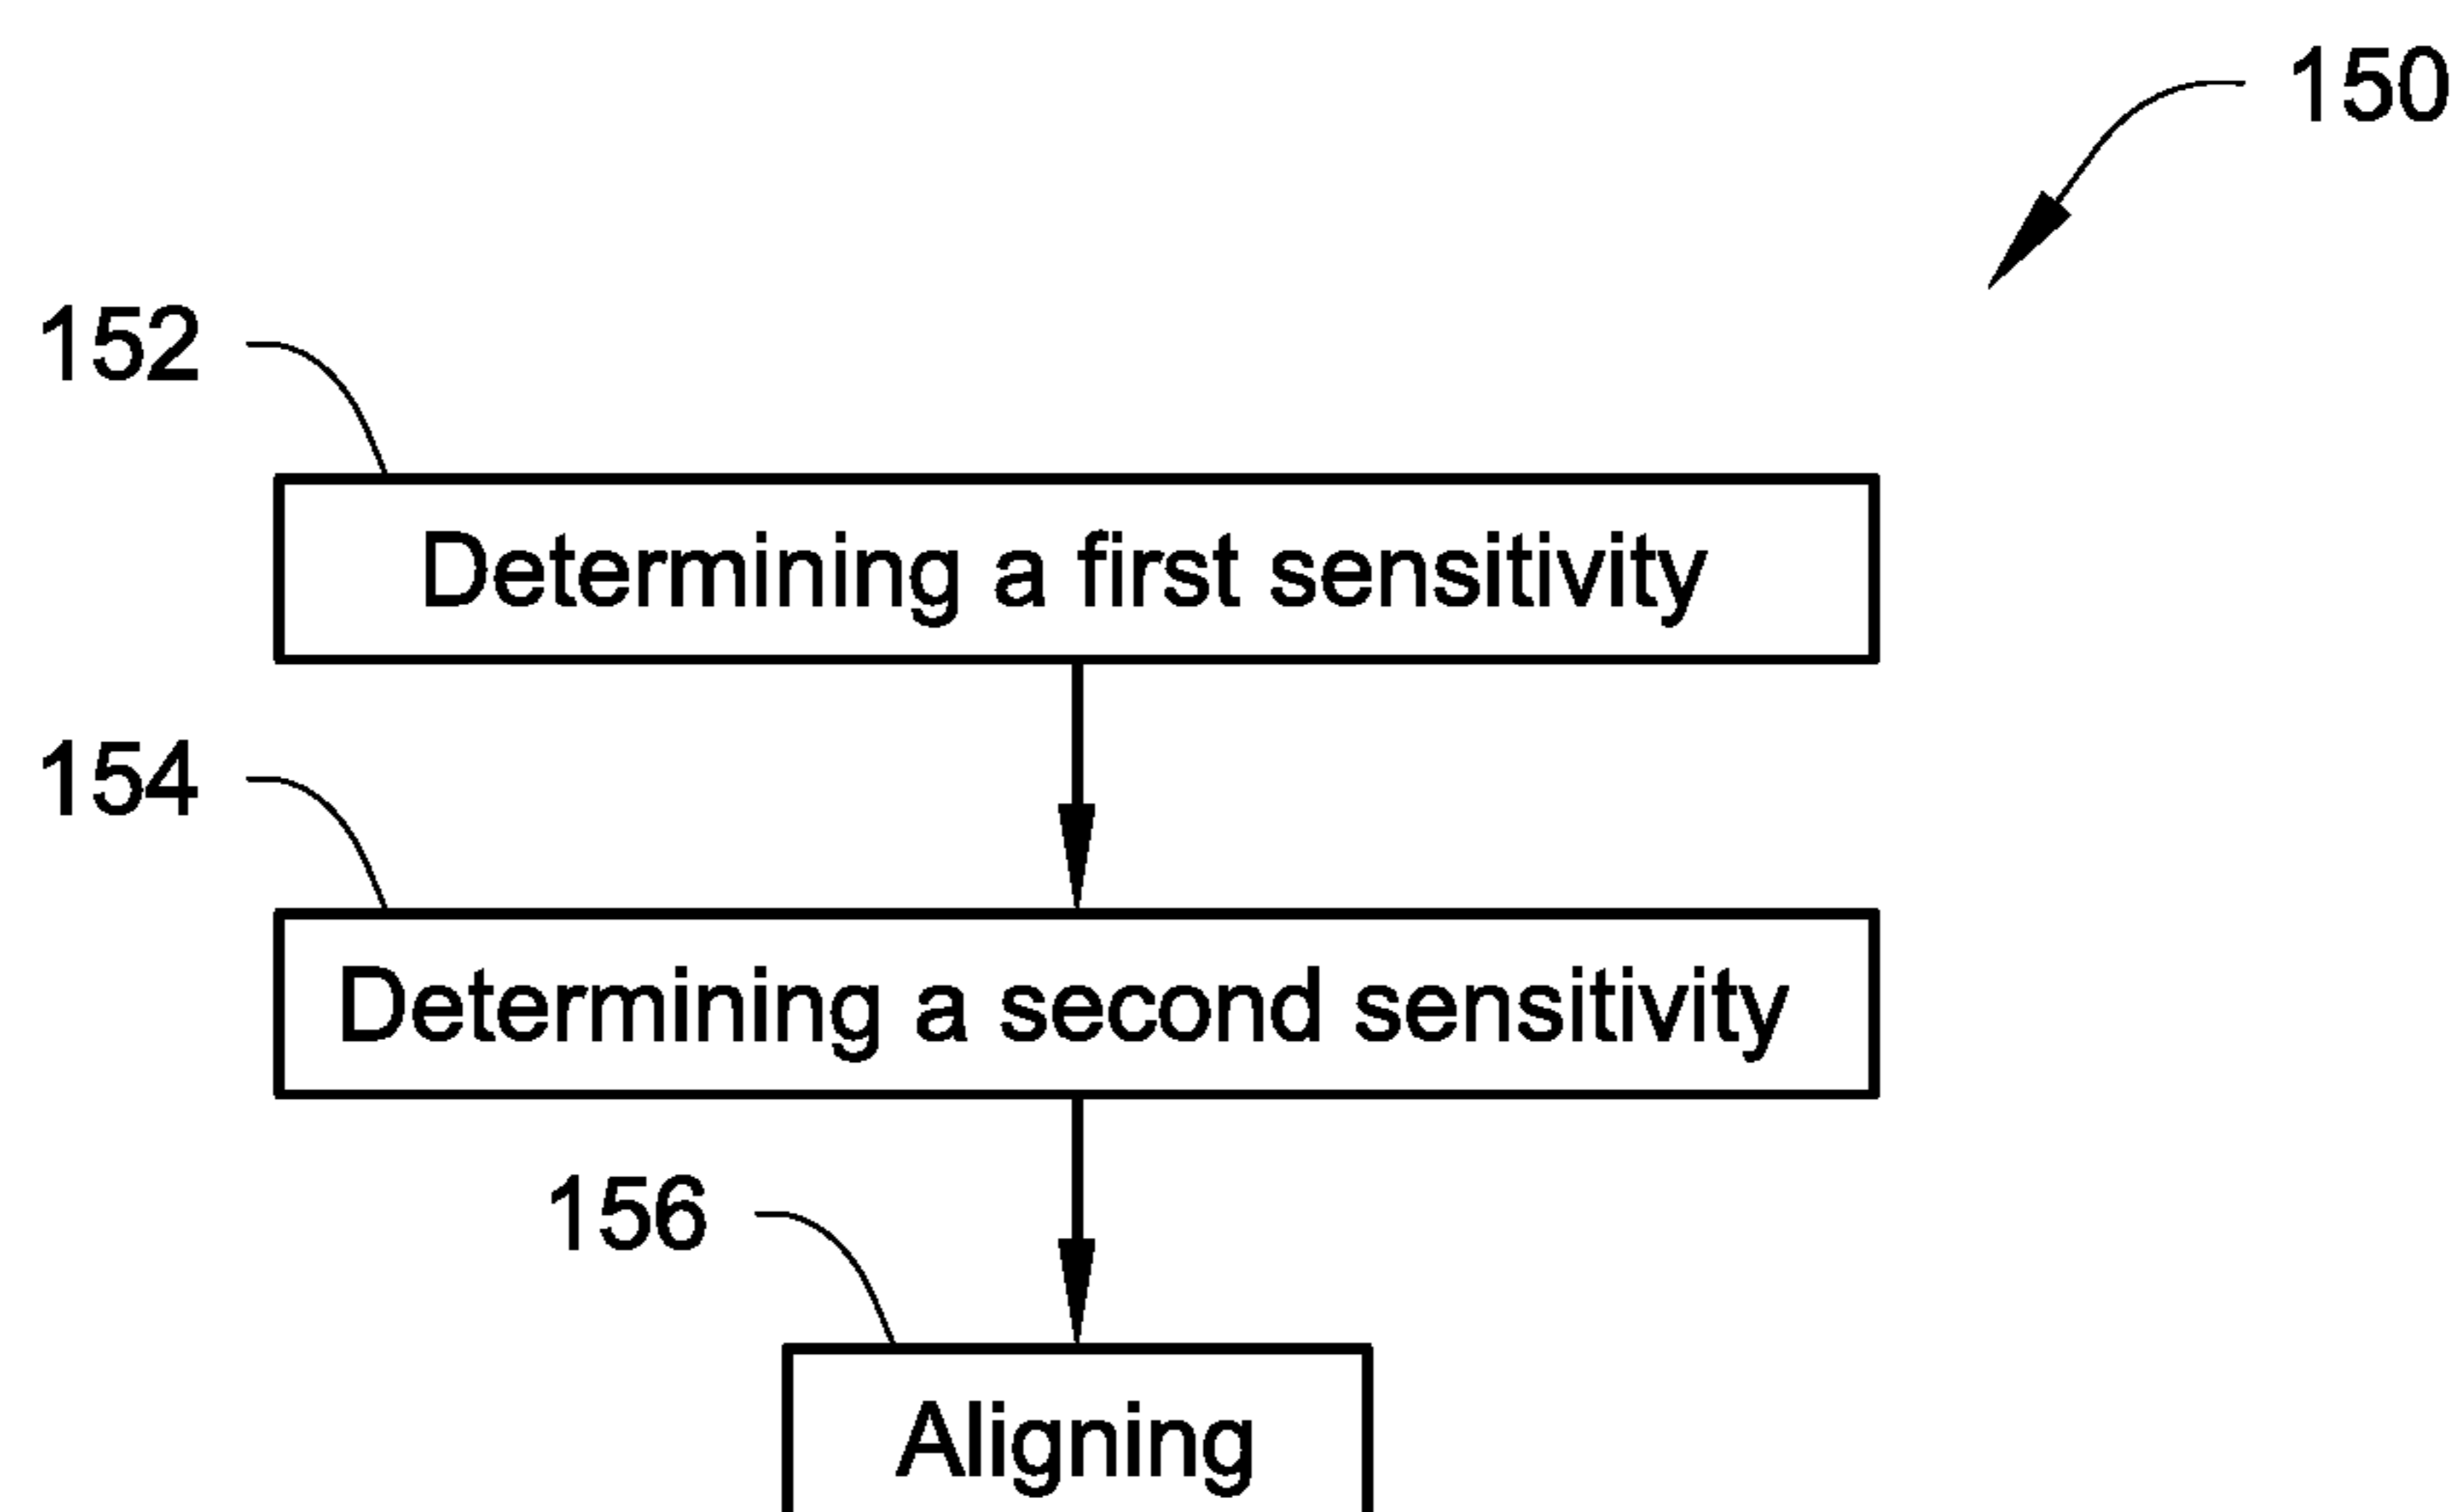 150
152
Determining a first sensitivity
154
Determining a second sensitivity
156
Aligning